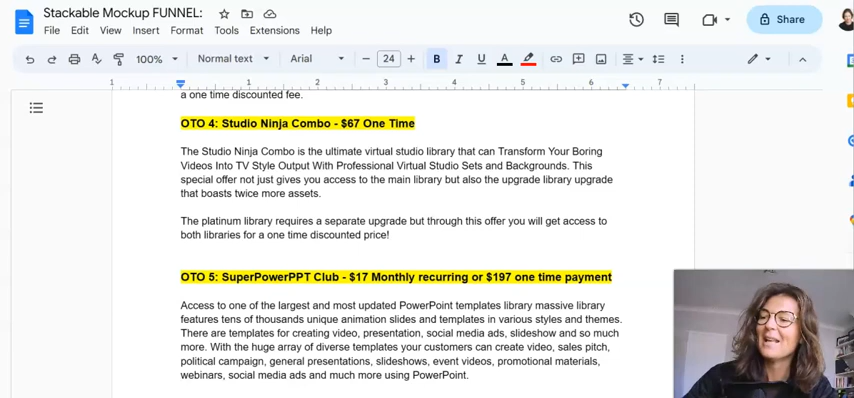 Stackable Mockup FUNNEL:
File Edit View Insert Format Tools Extensions Help
Share
100% Normal text Arial 24 B I U A
1 1 2 3 4 5 6 7
a one time discounted fee.
OTO 4: Studio Ninja Combo - $67 One Time
The Studio Ninja Combo is the ultimate virtual studio library that can Transform Your Boring
Videos Into TV Style Output With Professional Virtual Studio Sets and Backgrounds. This
special offer not just gives you access to the main library but also the upgrade library upgrade
that boasts twice more assets.
The platinum library requires a separate upgrade but through this offer you will get access to
both libraries for a one time discounted price!
OTO 5: SuperPowerPPT Club - $17 Monthly recurring or $197 one time payment
Access to one of the largest and most updated PowerPoint templates library massive library
features tens of thousands unique animation slides and templates in various styles and themes.
There are templates for creating video, presentation, social media ads, slideshow and so much
more. With the huge array of diverse templates your customers can create video, sales pitch,
political campaign, general presentations, slideshows, event videos, promotional materials,
webinars, social media ads and much more using PowerPoint.